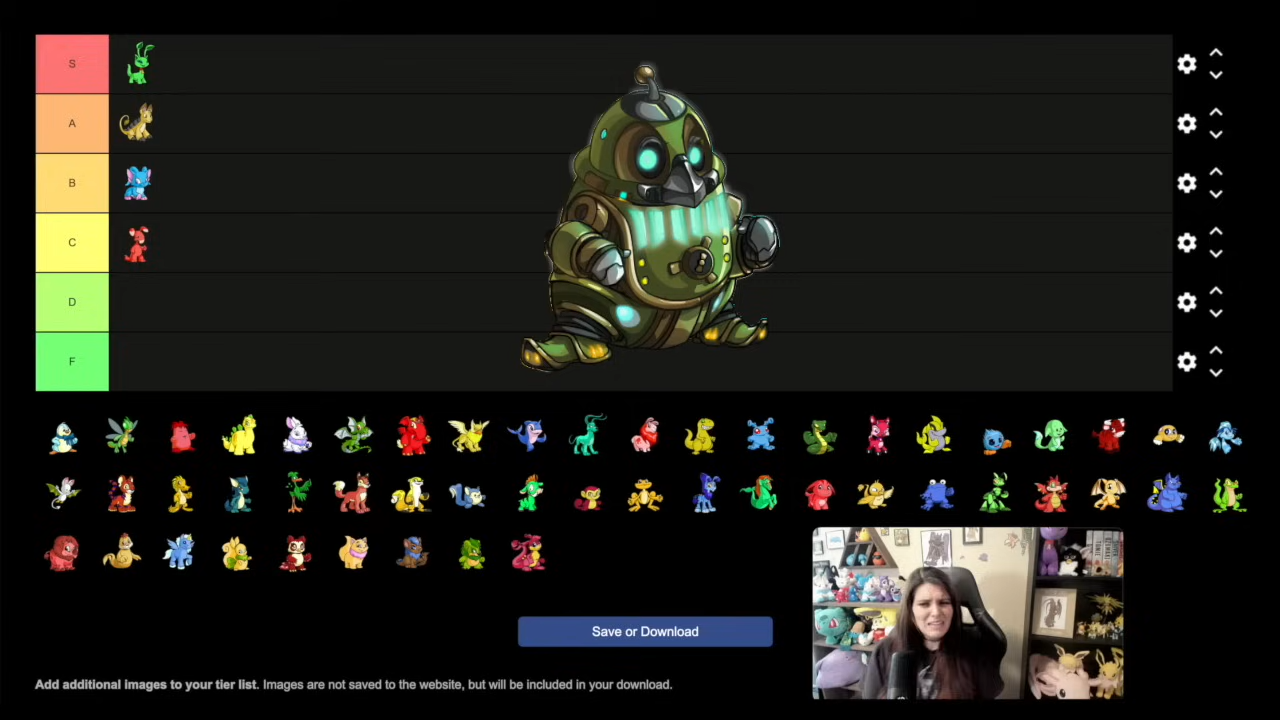 S
A
B
C
D
F
Save or Download
Add additional images to your tier list. Images are not saved to the website, but will be included in your download.